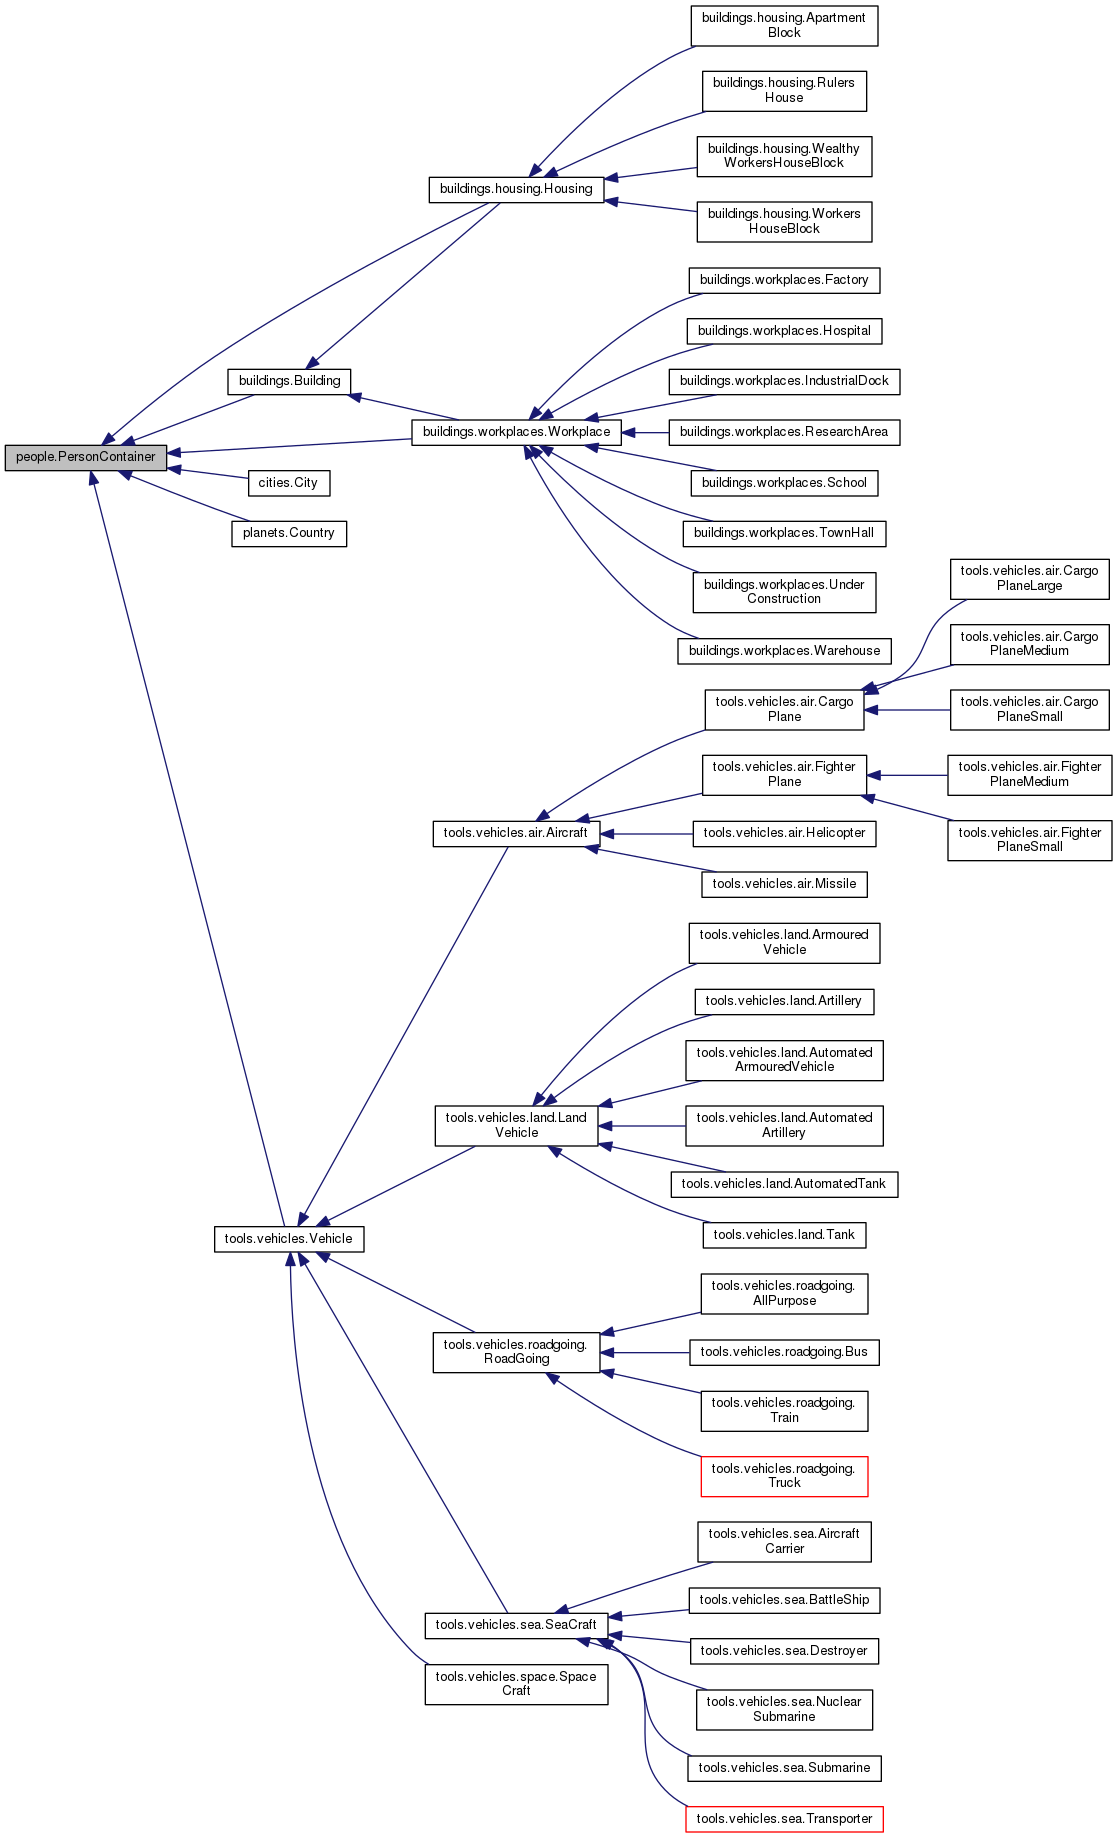 buildings.housing.Apartment
Block
buildings.housing.Rulers
House
buildings.housing.Wealthy
WorkersHouseBlock
buildings.housing.Housing
buildings.housing.Workers
HouseBlock
buildings.workplaces.Factory
buildings.workplaces.Hospital
buildings.Building
buildings.workplaces.IndustrialDock
buildings.workplaces.Workplace
buildings.workplaces.ResearchArea
people.PersonContainer
cities.City
buildings.workplaces.School
planets.Country
buildings.workplaces.TownHall
buildings.workplaces.Under
Construction
tools.vehicles.air.Cargo
PlaneLarge
buildings.workplaces.Warehouse
tools.vehicles.air.Cargo
PlaneMedium
tools.vehicles.air.Cargo
Plane
tools.vehicles.air.Cargo
PlaneSmall
tools.vehicles.air.Fighter
Plane
tools.vehicles.air.Fighter
PlaneMedium
tools.vehicles.air.Aircraft
tools.vehicles.air.Helicopter
tools.vehicles.air.Fighter
PlaneSmall
tools.vehicles.air.Missile
tools.vehicles.land.Armoured
Vehicle
tools.vehicles.land.Artillery
tools.vehicles.land.Automated
ArmouredVehicle
tools.vehicles.land.Land
Vehicle
tools.vehicles.land.Automated
Artillery
tools.vehicles.land.AutomatedTank
tools.vehicles.Vehicle
tools.vehicles.land.Tank
tools.vehicles.roadgoing.
AllPurpose
tools.vehicles.roadgoing.
RoadGoing
tools.vehicles.roadgoing.Bus
tools.vehicles.roadgoing.
Train
tools.vehicles.roadgoing.
Truck
tools.vehicles.sea.Aircraft
Carrier
tools.vehicles.sea.BattleShip
tools.vehicles.sea.SeaCraft
tools.vehicles.sea.Destroyer
tools.vehicles.space.Space
Craft
tools.vehicles.sea.Nuclear
Submarine
tools.vehicles.sea.Submarine
tools.vehicles.sea.Transporter